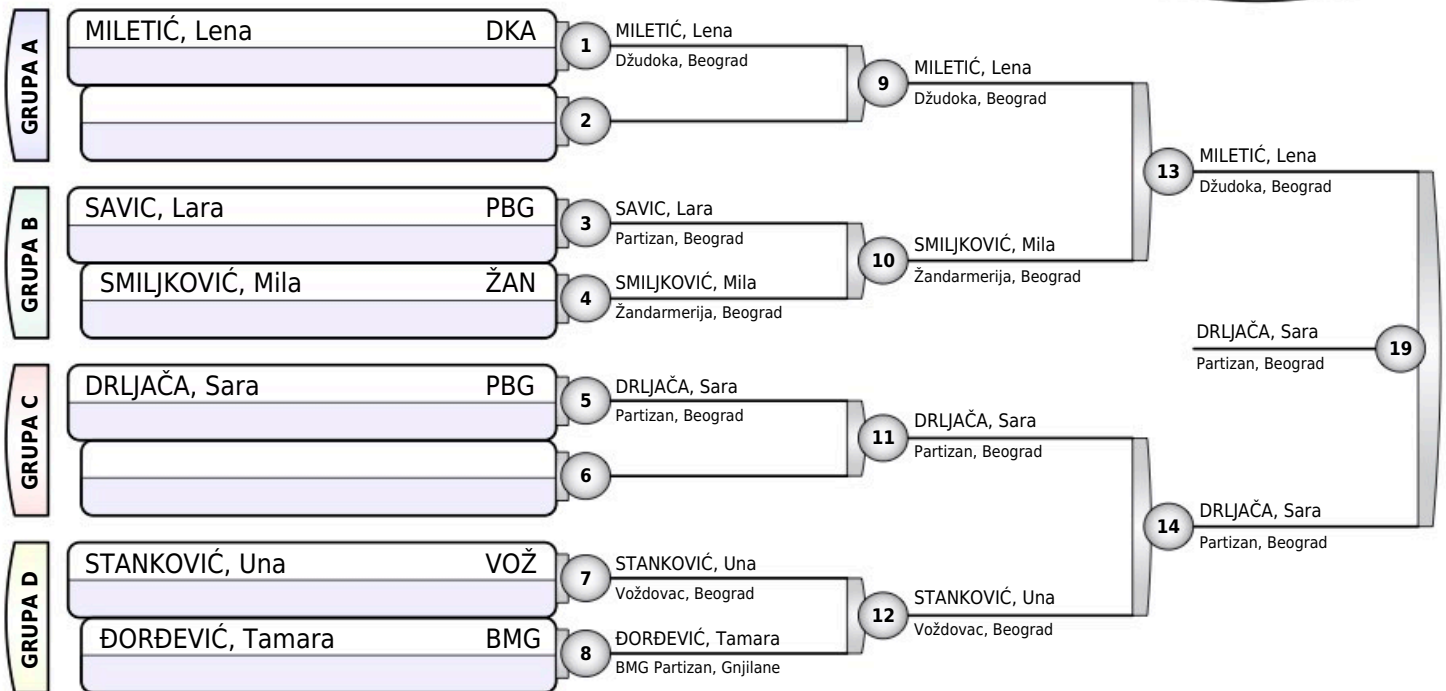 GRUPA A
MILETIĆ, Lena DKA
1
MILETIĆ, Lena
Džudoka, Beograd
2
9
MILETIĆ, Lena
Džudoka, Beograd
GRUPA B
SAVIC, Lara PBG
3
SAVIC, Lara
Partizan, Beograd
SMILJKOVIĆ, Mila ŽAN
4
SMILJKOVIĆ, Mila
Žandarmerija, Beograd
10
SMILJKOVIĆ, Mila
Žandarmerija, Beograd
13
MILETIĆ, Lena
Džudoka, Beograd
GRUPA C
DRLJAČA, Sara PBG
5
DRLJAČA, Sara
Partizan, Beograd
6
11
DRLJAČA, Sara
Partizan, Beograd
GRUPA D
STANKOVIĆ, Una VOŽ
7
STANKOVIĆ, Una
Voždovac, Beograd
ĐORĐEVIĆ, Tamara BMG
8
ĐORĐEVIĆ, Tamara
BMG Partizan, Gnjilane
12
STANKOVIĆ, Una
Voždovac, Beograd
14
DRLJAČA, Sara
Partizan, Beograd
DRLJAČA, Sara
Partizan, Beograd
19